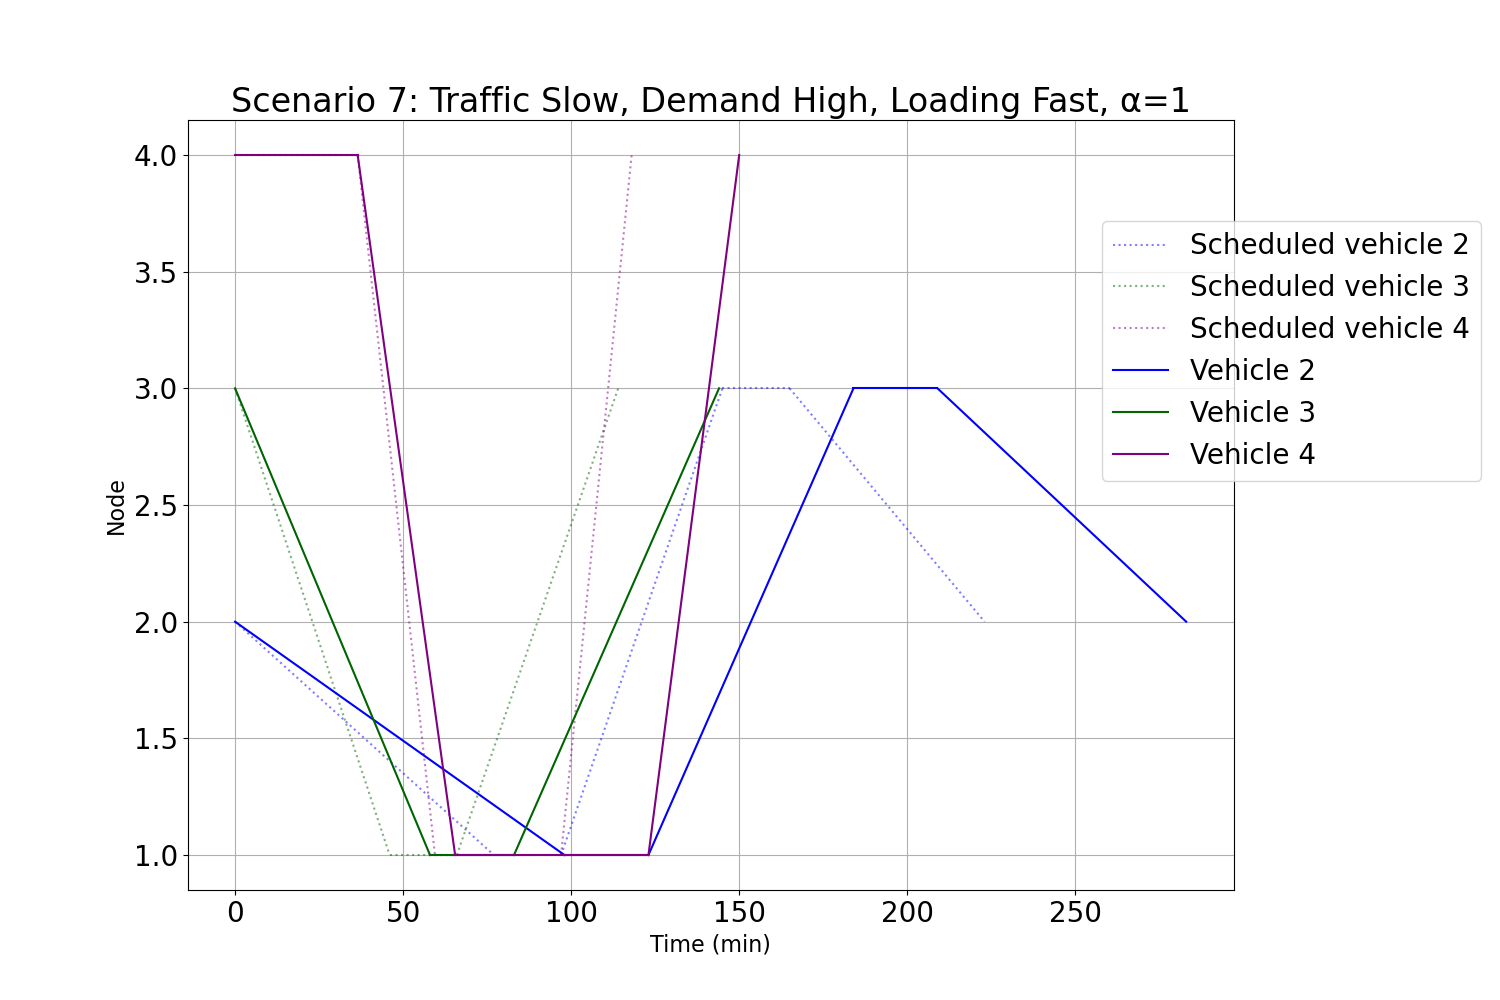 Scenario 7: Traffic Slow, Demand High, Loading Fast, α=1
4.0
3.5
3.0
2.5
2.0
1.5
1.0
Node
0 50 100 150 200 250
Time (min)
Scheduled vehicle 2
Scheduled vehicle 3
Scheduled vehicle 4
Vehicle 2
Vehicle 3
Vehicle 4